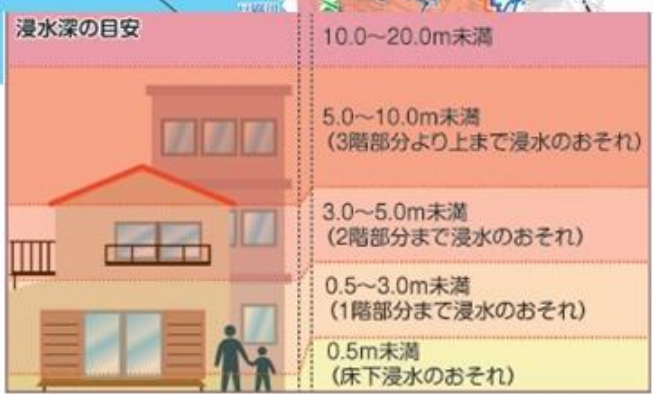 浸水深の目安
10.0～20.0m未満
5.0～10.0m未満
(3階部分より上まで浸水のおそれ)
3.0～5.0m未満
(2階部分まで浸水のおそれ)
0.5～3.0m未満
(1階部分まで浸水のおそれ)
0.5m未満
(床下浸水のおそれ)